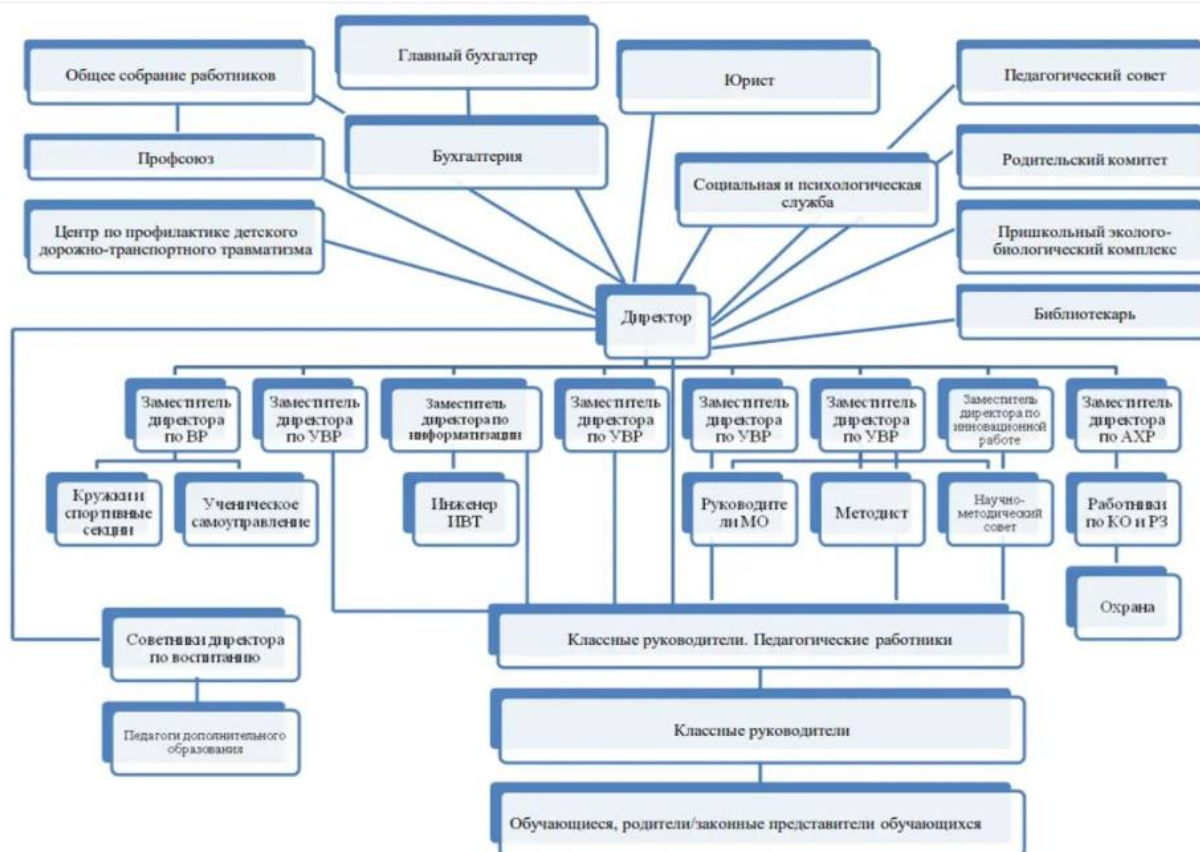 Общее собрание работников
Главный бухгалтер
Юрист
Педагогический совет
Профсоюз
Бухгалтерия
Социальная и психологическая
служба
Родительский комитет
Центр по профилактике детского
дорожно-транспортного травматизма
Пришкольный эколого-
биологический комплекс
Директор
Библиотекарь
Заместитель
директора
по ВР
Заместитель
директора
по УВР
Заместитель
директора по
информатизации
Заместитель
директора
по УВР
Заместитель
директора
по УВР
Заместитель
директора
по УВР
Заместитель
директора по
инновационной
работе
Заместитель
директора
по АХР
Кружки и
спортивные
секции
Ученическое
самоуправление
Инженер
ИВТ
Руководите
ли МО
Методист
Научно-
методический
совет
Работники
по КО и РЗ
Охрана
Советники директора
по воспитанию
Классные руководители. Педагогические работники
Педагоги дополнительного
образования
Классные руководители
Обучающиеся, родители/законные представители обучающихся